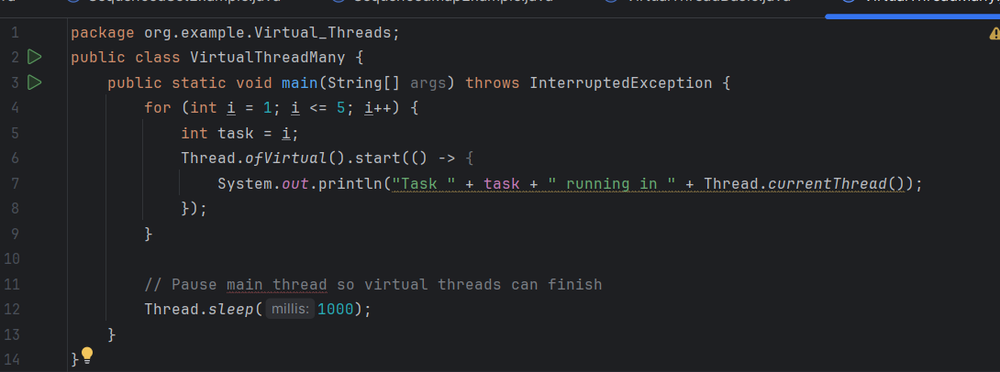 1 package org.example.Virtual_Threads;
2 public class VirtualThreadMany {
3 public static void main(String[] args) throws InterruptedException {
4 for (int i = 1; i <= 5; i++) {
5 int task = i;
6 Thread.ofVirtual().start(() -> {
7 System.out.println("Task " + task + " running in " + Thread.currentThread());
8 });
9 }
10
11 // Pause main thread so virtual threads can finish
12 Thread.sleep( millis: 1000);
13 }
14 }